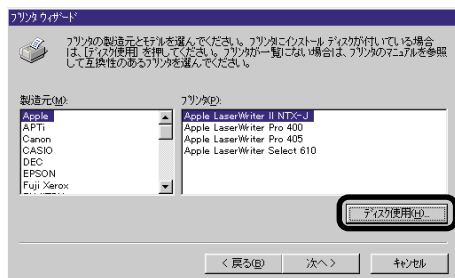 プリンタ ウィザード
プリンタの製造元とモデルを選んでください。プリンタにインストール ディスクが付いている場合
は、[ディスク使用] を押してください。プリンタが一覧にない場合は、プリンタのマニュアルを参照
して互換性のあるプリンタを選んでください。
製造元(M):
プリンタ(P):
Apple
APTi
Canon
CASIO
DEC
EPSON
Fuji Xerox
Apple LaserWriter II NTX-J
Apple LaserWriter Pro 400
Apple LaserWriter Pro 405
Apple LaserWriter Select 610
ディスク使用(H)...
< 戻る(B)
次へ >
キャンセル